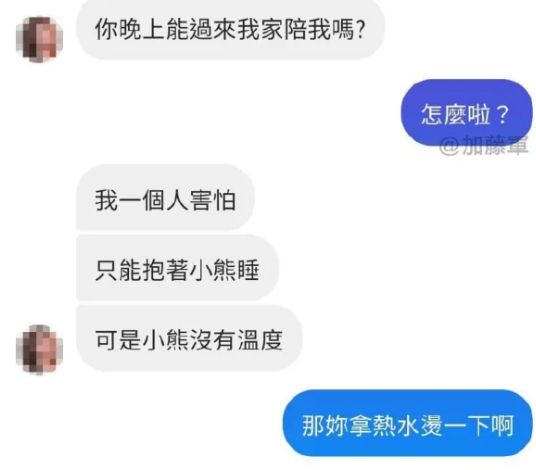 你晚上能過來我家陪我嗎?
怎麼啦？
@加藤軍
我一個人害怕
只能抱著小熊睡
可是小熊沒有溫度
那妳拿熱水燙一下啊